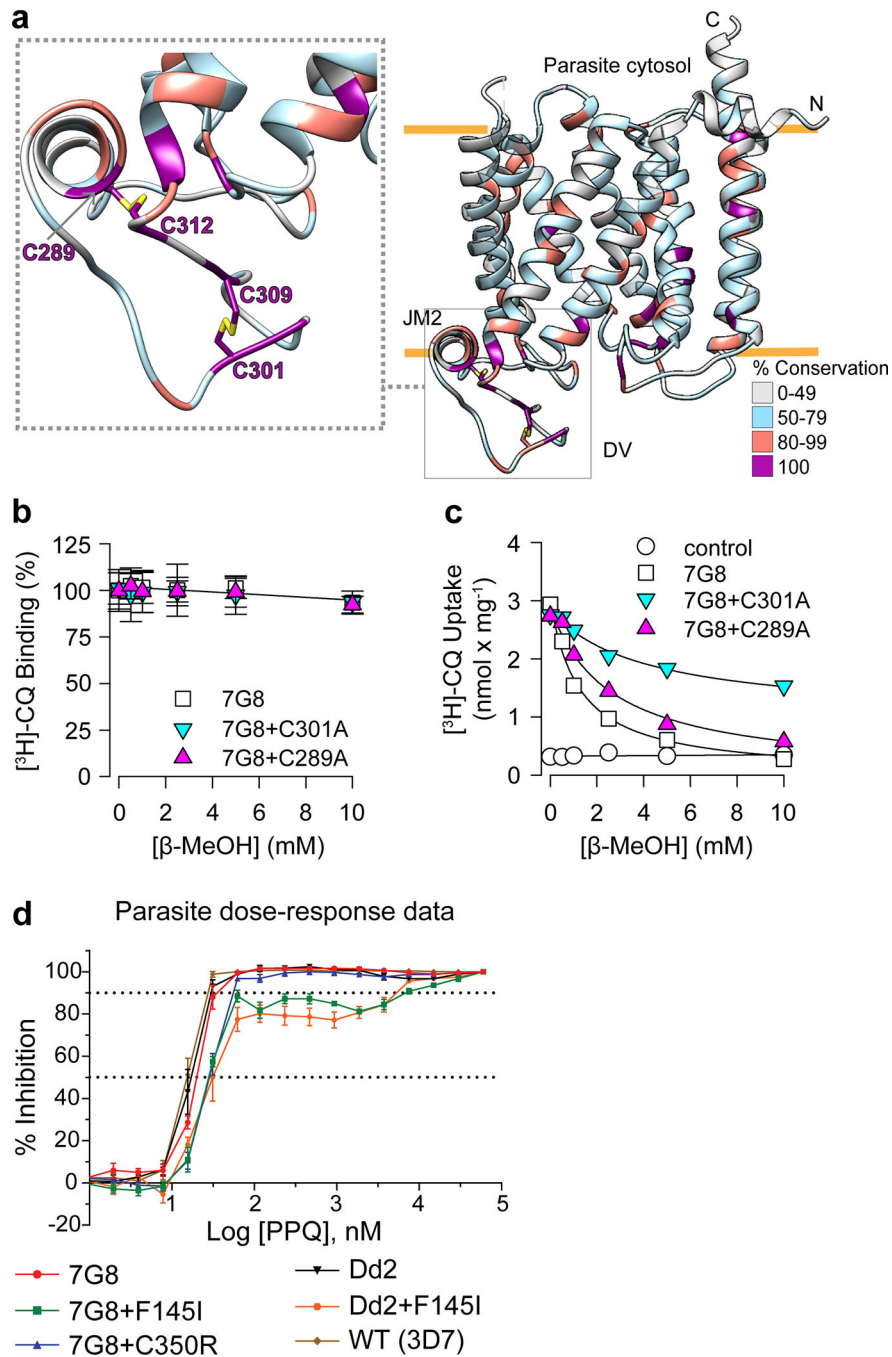 a
Parasite cytosol
C
N
C289
C312
C309
C301
JM2
DV
% Conservation
0-49
50-79
80-99
100
b
[³H]-CQ Binding (%)
125
100
75
50
25
0
0 2 4 6 8 10
[β-MeOH] (mM)
7G8
7G8+C301A
7G8+C289A
c
[³H]-CQ Uptake
(nmol x mg⁻¹)
4
3
2
1
0
0 2 4 6 8 10
[β-MeOH] (mM)
control
7G8
7G8+C301A
7G8+C289A
d
Parasite dose-response data
% Inhibition
100
80
60
40
20
0
-20
1 2 3 4 5
Log [PPQ], nM
7G8
7G8+F145I
7G8+C350R
Dd2
Dd2+F145I
WT (3D7)